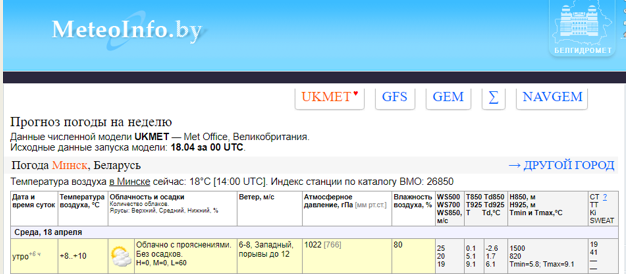 MeteoInfo.by
БЕЛГИДРОМЕТ
UKMET♥ GFS GEM ∑ NAVGEM
Прогноз погоды на неделю
Данные численной модели UKMET — Met Office, Великобритания.
Исходные данные запуска модели: 18.04 за 00 UTC.
Погода Минск, Беларусь → ДРУГОЙ ГОРОД
Температура воздуха в Минске сейчас: 18°C [14:00 UTC]. Индекс станции по каталогу ВМО: 26850
Дата и
время суток
Температура
воздуха, °C
Облачность и осадки
Количество облаков.
Ярусы: Верхний, Средний, Нижний, %
Ветер, м/с
Атмосферное
давление, гПа [мм.рт.ст.]
Влажность
воздуха, %
WS500
WS700
WS850,
м/с
T850 Td850
T925 Td925
T Td,°C
H850, м
H925, м
Tmin и Tmax,°C
CT ?
TT
Ki
SWEAT
Среда, 18 апреля
утро+6 ч
+8..+10
Облачно с прояснениями.
Без осадков.
H=0, M=0, L=60
6-8, Западный,
порывы до 12
1022 [766]
80
25
20
19
0.1 -2.6
5.1 1.7
9.1 6.1
1500
820
Tmin=5.8; Tmax=9.1
19
41
—
—